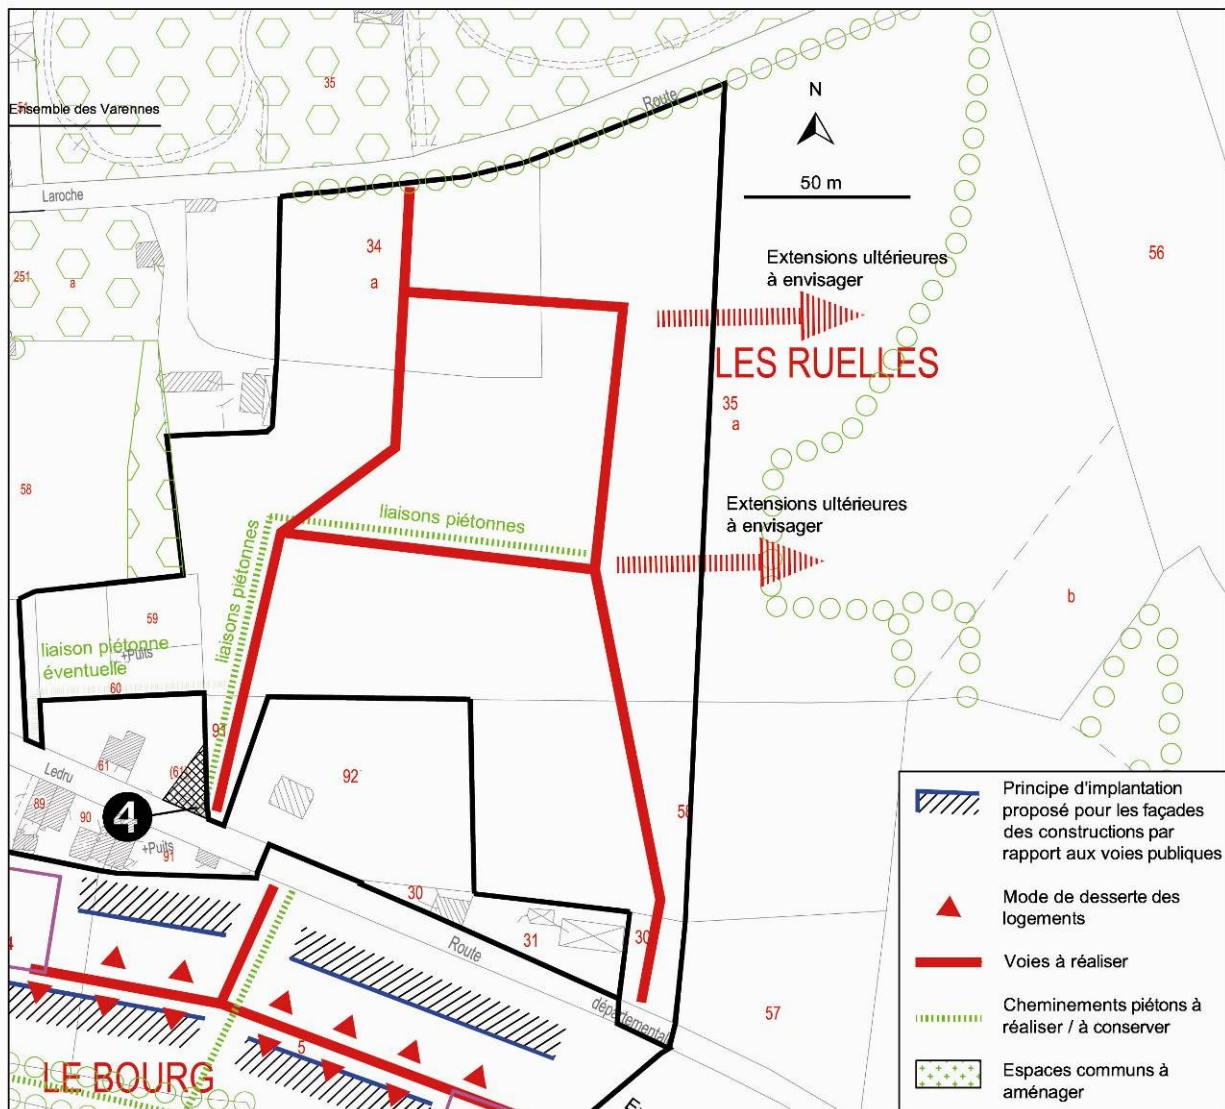 35
51
Ensemble des Varennes
Route
N
50 m
Laroche
34
a
251
a
Extensions ultérieures
à envisager
56
LES RUELLES
35
a
58
liaisons piétonnes
Extensions ultérieures
à envisager
liaisons piétonnes
59
b
liaison piétonne
éventuelle
+Puits
60
91
61
(61
Ledru
92
58
89
90
4
+Puits
91
30
31
30
Route
départementale
57
5
LE BOURG
Principe d'implantation
proposé pour les façades
des constructions par
rapport aux voies publiques
Mode de desserte des
logements
Voies à réaliser
Cheminements piétons à
réaliser / à conserver
Espaces communs à
aménager